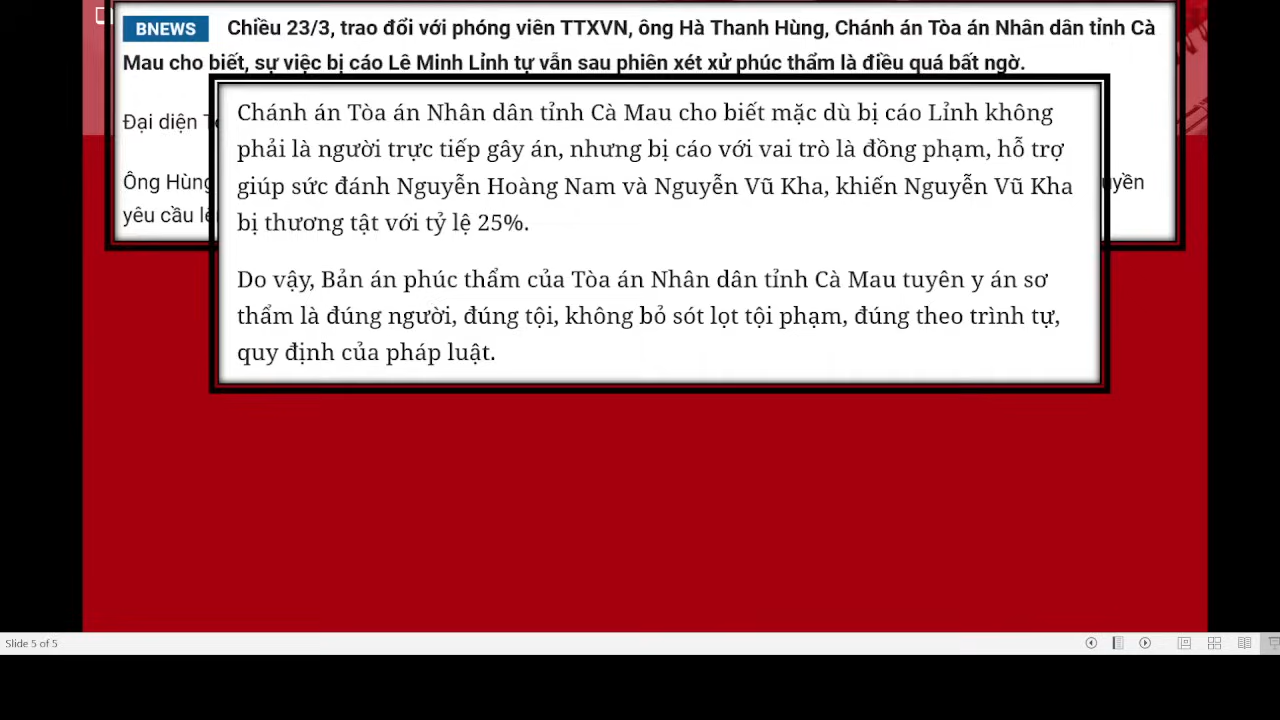 BNEWS Chiều 23/3, trao đổi với phóng viên TTXVN, ông Hà Thanh Hùng, Chánh án Tòa án Nhân dân tỉnh Cà
Mau cho biết, sự việc bị cáo Lê Minh Lỉnh tự vẫn sau phiên xét xử phúc thẩm là điều quá bất ngờ.
Đại diện
Chánh án Tòa án Nhân dân tỉnh Cà Mau cho biết mặc dù bị cáo Lỉnh không
phải là người trực tiếp gây án, nhưng bị cáo với vai trò là đồng phạm, hỗ trợ
giúp sức đánh Nguyễn Hoàng Nam và Nguyễn Vũ Kha, khiến Nguyễn Vũ Kha
bị thương tật với tỷ lệ 25%.
Do vậy, Bản án phúc thẩm của Tòa án Nhân dân tỉnh Cà Mau tuyên y án sơ
thẩm là đúng người, đúng tội, không bỏ sót lọt tội phạm, đúng theo trình tự,
quy định của pháp luật.
Ông Hùng
yêu cầu
Slide 5 of 5